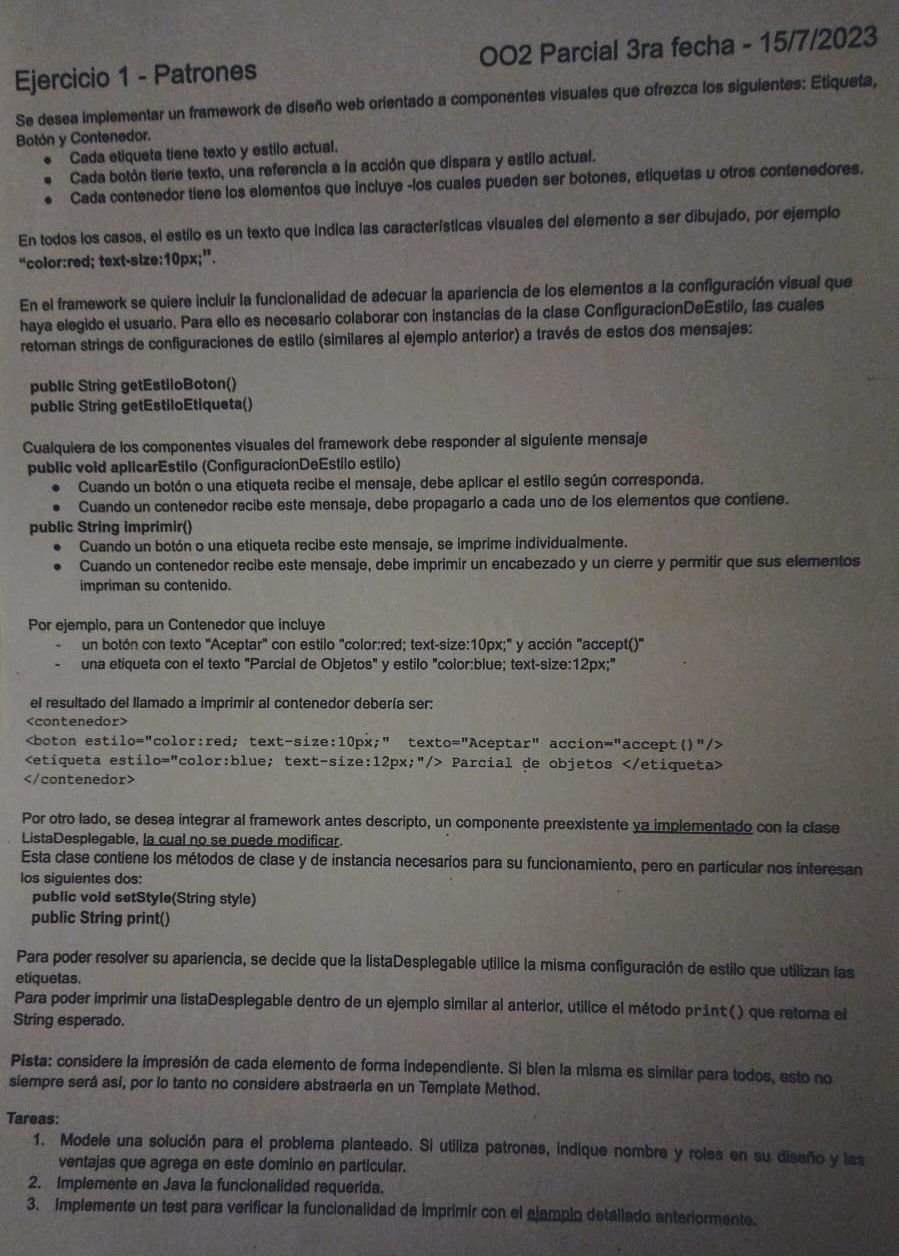 OO2 Parcial 3ra fecha - 15/7/2023
Ejercicio 1 - Patrones
Se desea implementar un framework de diseño web orientado a componentes visuales que ofrezca los siguientes: Etiqueta,
Botón y Contenedor.
● Cada etiqueta tiene texto y estilo actual.
● Cada botón tiene texto, una referencia a la acción que dispara y estilo actual.
● Cada contenedor tiene los elementos que incluye -los cuales pueden ser botones, etiquetas u otros contenedores.
En todos los casos, el estilo es un texto que indica las características visuales del elemento a ser dibujado, por ejemplo
“color:red; text-size:10px;”.
En el framework se quiere incluir la funcionalidad de adecuar la apariencia de los elementos a la configuración visual que
haya elegido el usuario. Para ello es necesario colaborar con instancias de la clase ConfiguracionDeEstilo, las cuales
retornan strings de configuraciones de estilo (similares al ejemplo anterior) a través de estos dos mensajes:
public String getEstiloBoton()
public String getEstiloEtiqueta()
Cualquiera de los componentes visuales del framework debe responder al siguiente mensaje
public void aplicarEstilo (ConfiguracionDeEstilo estilo)
● Cuando un botón o una etiqueta recibe el mensaje, debe aplicar el estilo según corresponda.
● Cuando un contenedor recibe este mensaje, debe propagarlo a cada uno de los elementos que contiene.
public String imprimir()
● Cuando un botón o una etiqueta recibe este mensaje, se imprime individualmente.
● Cuando un contenedor recibe este mensaje, debe imprimir un encabezado y un cierre y permitir que sus elementos
impriman su contenido.
Por ejemplo, para un Contenedor que incluye
- un botón con texto "Aceptar" con estilo "color:red; text-size:10px;" y acción "accept()"
- una etiqueta con el texto "Parcial de Objetos" y estilo "color:blue; text-size:12px;"
el resultado del llamado a imprimir al contenedor debería ser:
<contenedor>
<boton estilo="color:red; text-size:10px;" texto="Aceptar" accion="accept()"/>
<etiqueta estilo="color:blue; text-size:12px;"/> Parcial de objetos </etiqueta>
</contenedor>
Por otro lado, se desea integrar al framework antes descripto, un componente preexistente ya implementado con la clase
ListaDesplegable, la cual no se puede modificar.
Esta clase contiene los métodos de clase y de instancia necesarios para su funcionamiento, pero en particular nos interesan
los siguientes dos:
public void setStyle(String style)
public String print()
Para poder resolver su apariencia, se decide que la listaDesplegable utilice la misma configuración de estilo que utilizan las
etiquetas.
Para poder imprimir una listaDesplegable dentro de un ejemplo similar al anterior, utilice el método print() que retorna el
String esperado.
Pista: considere la impresión de cada elemento de forma independiente. Si bien la misma es similar para todos, esto no
siempre será así, por lo tanto no considere abstraerla en un Template Method.
Tareas:
1. Modele una solución para el problema planteado. Si utiliza patrones, indique nombre y roles en su diseño y las
ventajas que agrega en este dominio en particular.
2. Implemente en Java la funcionalidad requerida.
3. Implemente un test para verificar la funcionalidad de imprimir con el ejemplo detallado anteriormente.